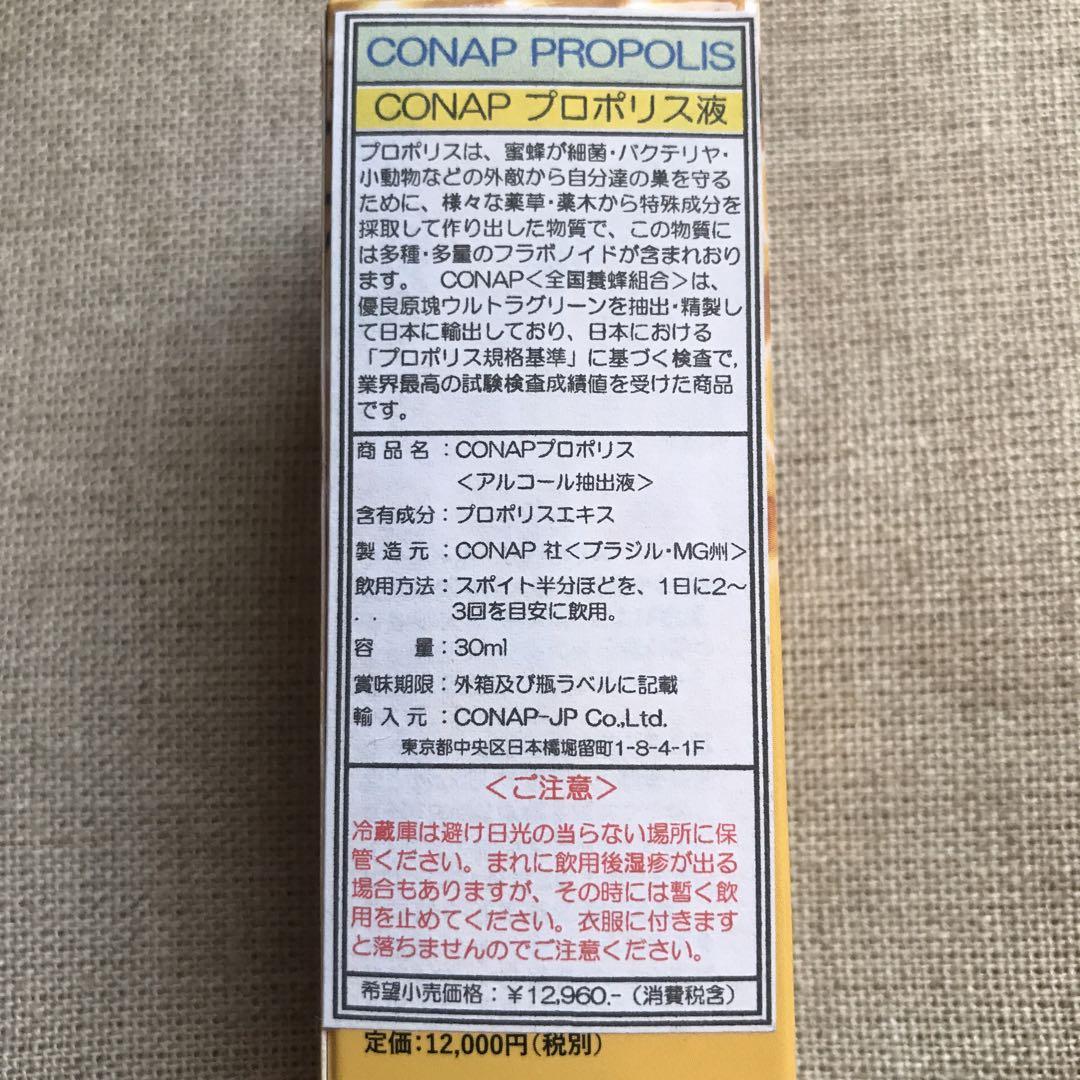 CONAP PROPOLIS
CONAP プロポリス液
プロポリスは、蜜蜂が細菌・バクテリヤ・
小動物などの外敵から自分達の巣を守る
ために、様々な薬草・薬木から特殊成分を
採取して作り出した物質で、この物質に
は多種・多量のフラボノイドが含まれおり
ます。　CONAP＜全国養蜂組合＞は、
優良原塊ウルトラグリーンを抽出・精製し
て日本に輸出しており、日本における
「プロポリス規格基準」に基づく検査で,
業界最高の試験検査成績値を受けた商品
です。
商品名：CONAPプロポリス
＜アルコール抽出液＞
含有成分：プロポリスエキス
製造元：CONAP 社＜ブラジル・MG州＞
飲用方法：スポイト半分ほどを、1日に2～
. . 3回を目安に飲用。
容　量：30ml
賞味期限：外箱及び瓶ラベルに記載
輸入元：CONAP-JP Co.,Ltd.
東京都中央区日本橋堀留町1-8-4-1F
＜ご注意＞
冷蔵庫は避け日光の当らない場所に保
管ください。まれに飲用後湿疹が出る
場合もありますが、その時には暫く飲
用を止めてください。衣服に付きます
と落ちませんのでご注意ください。
希望小売価格：￥12,960.-（消費税含）
定価：12,000円（税別）